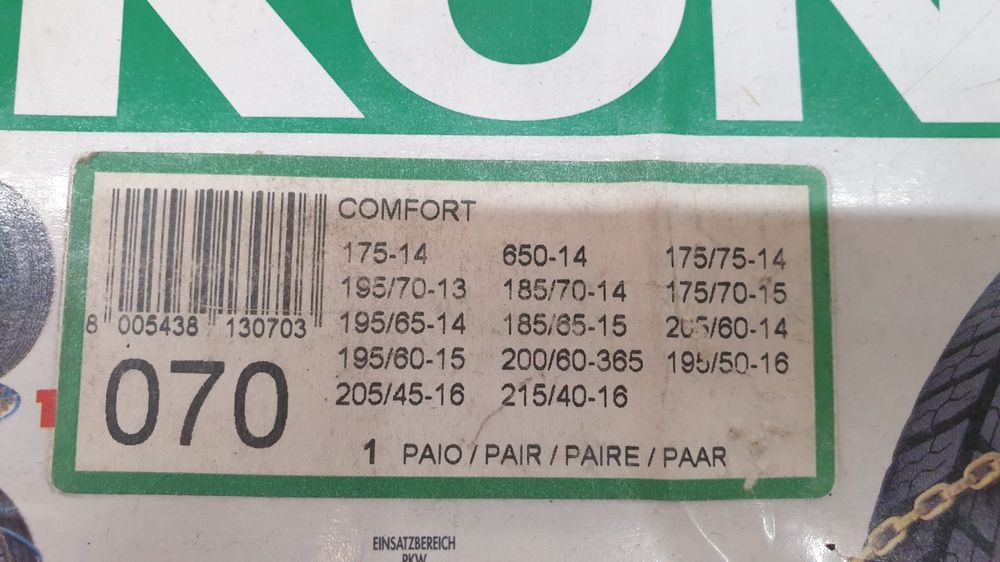 COMFORT
175-14 650-14 175/75-14
195/70-13 185/70-14 175/70-15
195/65-14 185/65-15 205/60-14
195/60-15 200/60-365 195/50-16
205/45-16 215/40-16
8 005438 130703
070
1 PAIO / PAIR / PAIRE / PAAR
EINSATZBEREICH
PKW